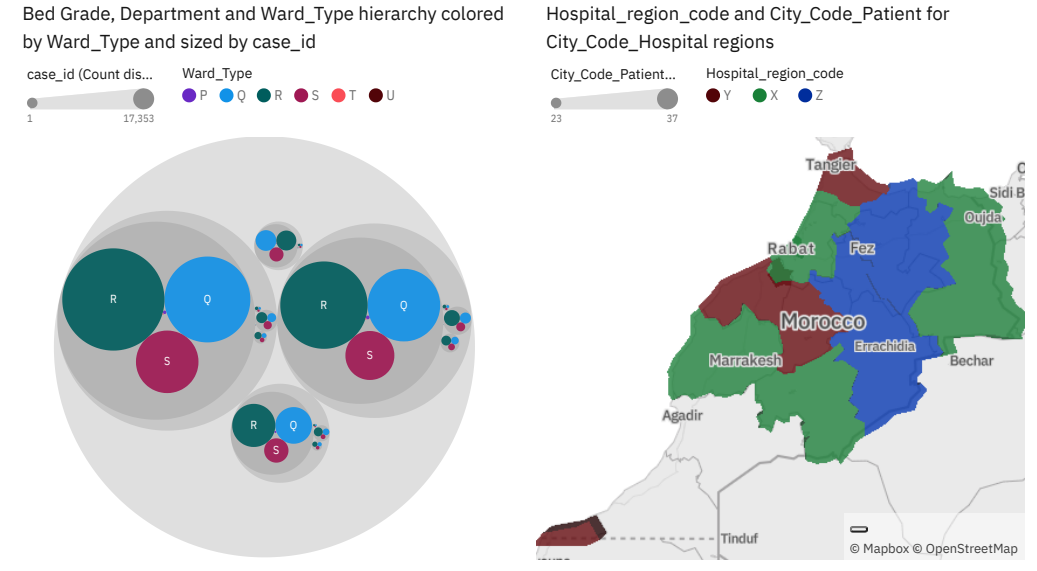 Bed Grade, Department and Ward_Type hierarchy colored
by Ward_Type and sized by case_id
case_id (Count dis...
1
17,353
Ward_Type
P
Q
R
S
T
U
R
Q
S
R
Q
S
R
Q
S
Hospital_region_code and City_Code_Patient for
City_Code_Hospital regions
City_Code_Patient...
23
37
Hospital_region_code
Y
X
Z
Tangier
Sidi B
Oujda
Rabat
Fez
Morocco
Errachidia
Marrakesh
Bechar
Agadir
Tinduf
© Mapbox © OpenStreetMap